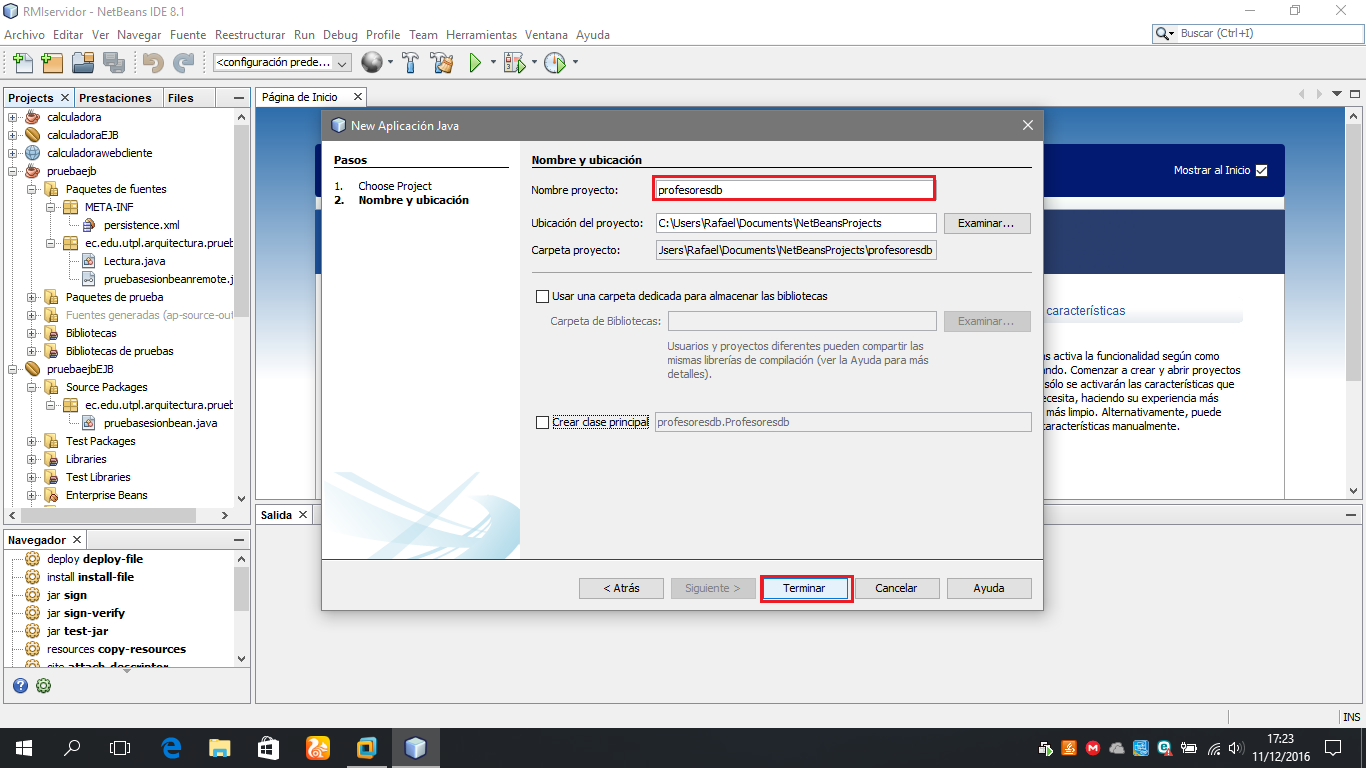 RMIservidor - NetBeans IDE 8.1
Archivo Editar Ver Navegar Fuente Reestructurar Run Debug Profile Team Herramientas Ventana Ayuda
Buscar (Ctrl+I)
<configuración prede...
Projects Prestaciones Files
Página de Inicio
calculadora
calculadoraEJB
calculadorawebcliente
pruebaejb
Paquetes de fuentes
META-INF
persistence.xml
ec.edu.utpl.arquitectura.prueb
Lectura.java
pruebasesionbeanremote.j
Paquetes de prueba
Fuentes generadas (ap-source-out
Bibliotecas
Bibliotecas de pruebas
pruebaejbEJB
Source Packages
ec.edu.utpl.arquitectura.prueb
pruebasesionbean.java
Test Packages
Libraries
Test Libraries
Enterprise Beans
New Aplicación Java
Pasos
1. Choose Project
2. Nombre y ubicación
Nombre y ubicación
Nombre proyecto: profesoresdb
Ubicación del proyecto: C:\Users\Rafael\Documents\NetBeansProjects Examinar...
Carpeta proyecto: Jsers\Rafael\Documents\NetBeansProjects\profesoresdb
Usar una carpeta dedicada para almacenar las bibliotecas
Carpeta de Bibliotecas: Examinar...
Usuarios y proyectos diferentes pueden compartir las
mismas librerías de compilación (ver la Ayuda para más
detalles).
Crear clase principal profesoresdb.Profesoresdb
< Atrás Siguiente > Terminar Cancelar Ayuda
Mostrar al Inicio
características
as activa la funcionalidad según como
ando. Comenzar a crear y abrir proyectos
sólo se activarán las características que
ecesita, haciendo su experiencia más
más limpio. Alternativamente, puede
características manualmente.
Salida
Navegador
deploy deploy-file
install install-file
jar sign
jar sign-verify
jar test-jar
resources copy-resources
site attach-descriptor
INS
17:23
11/12/2016